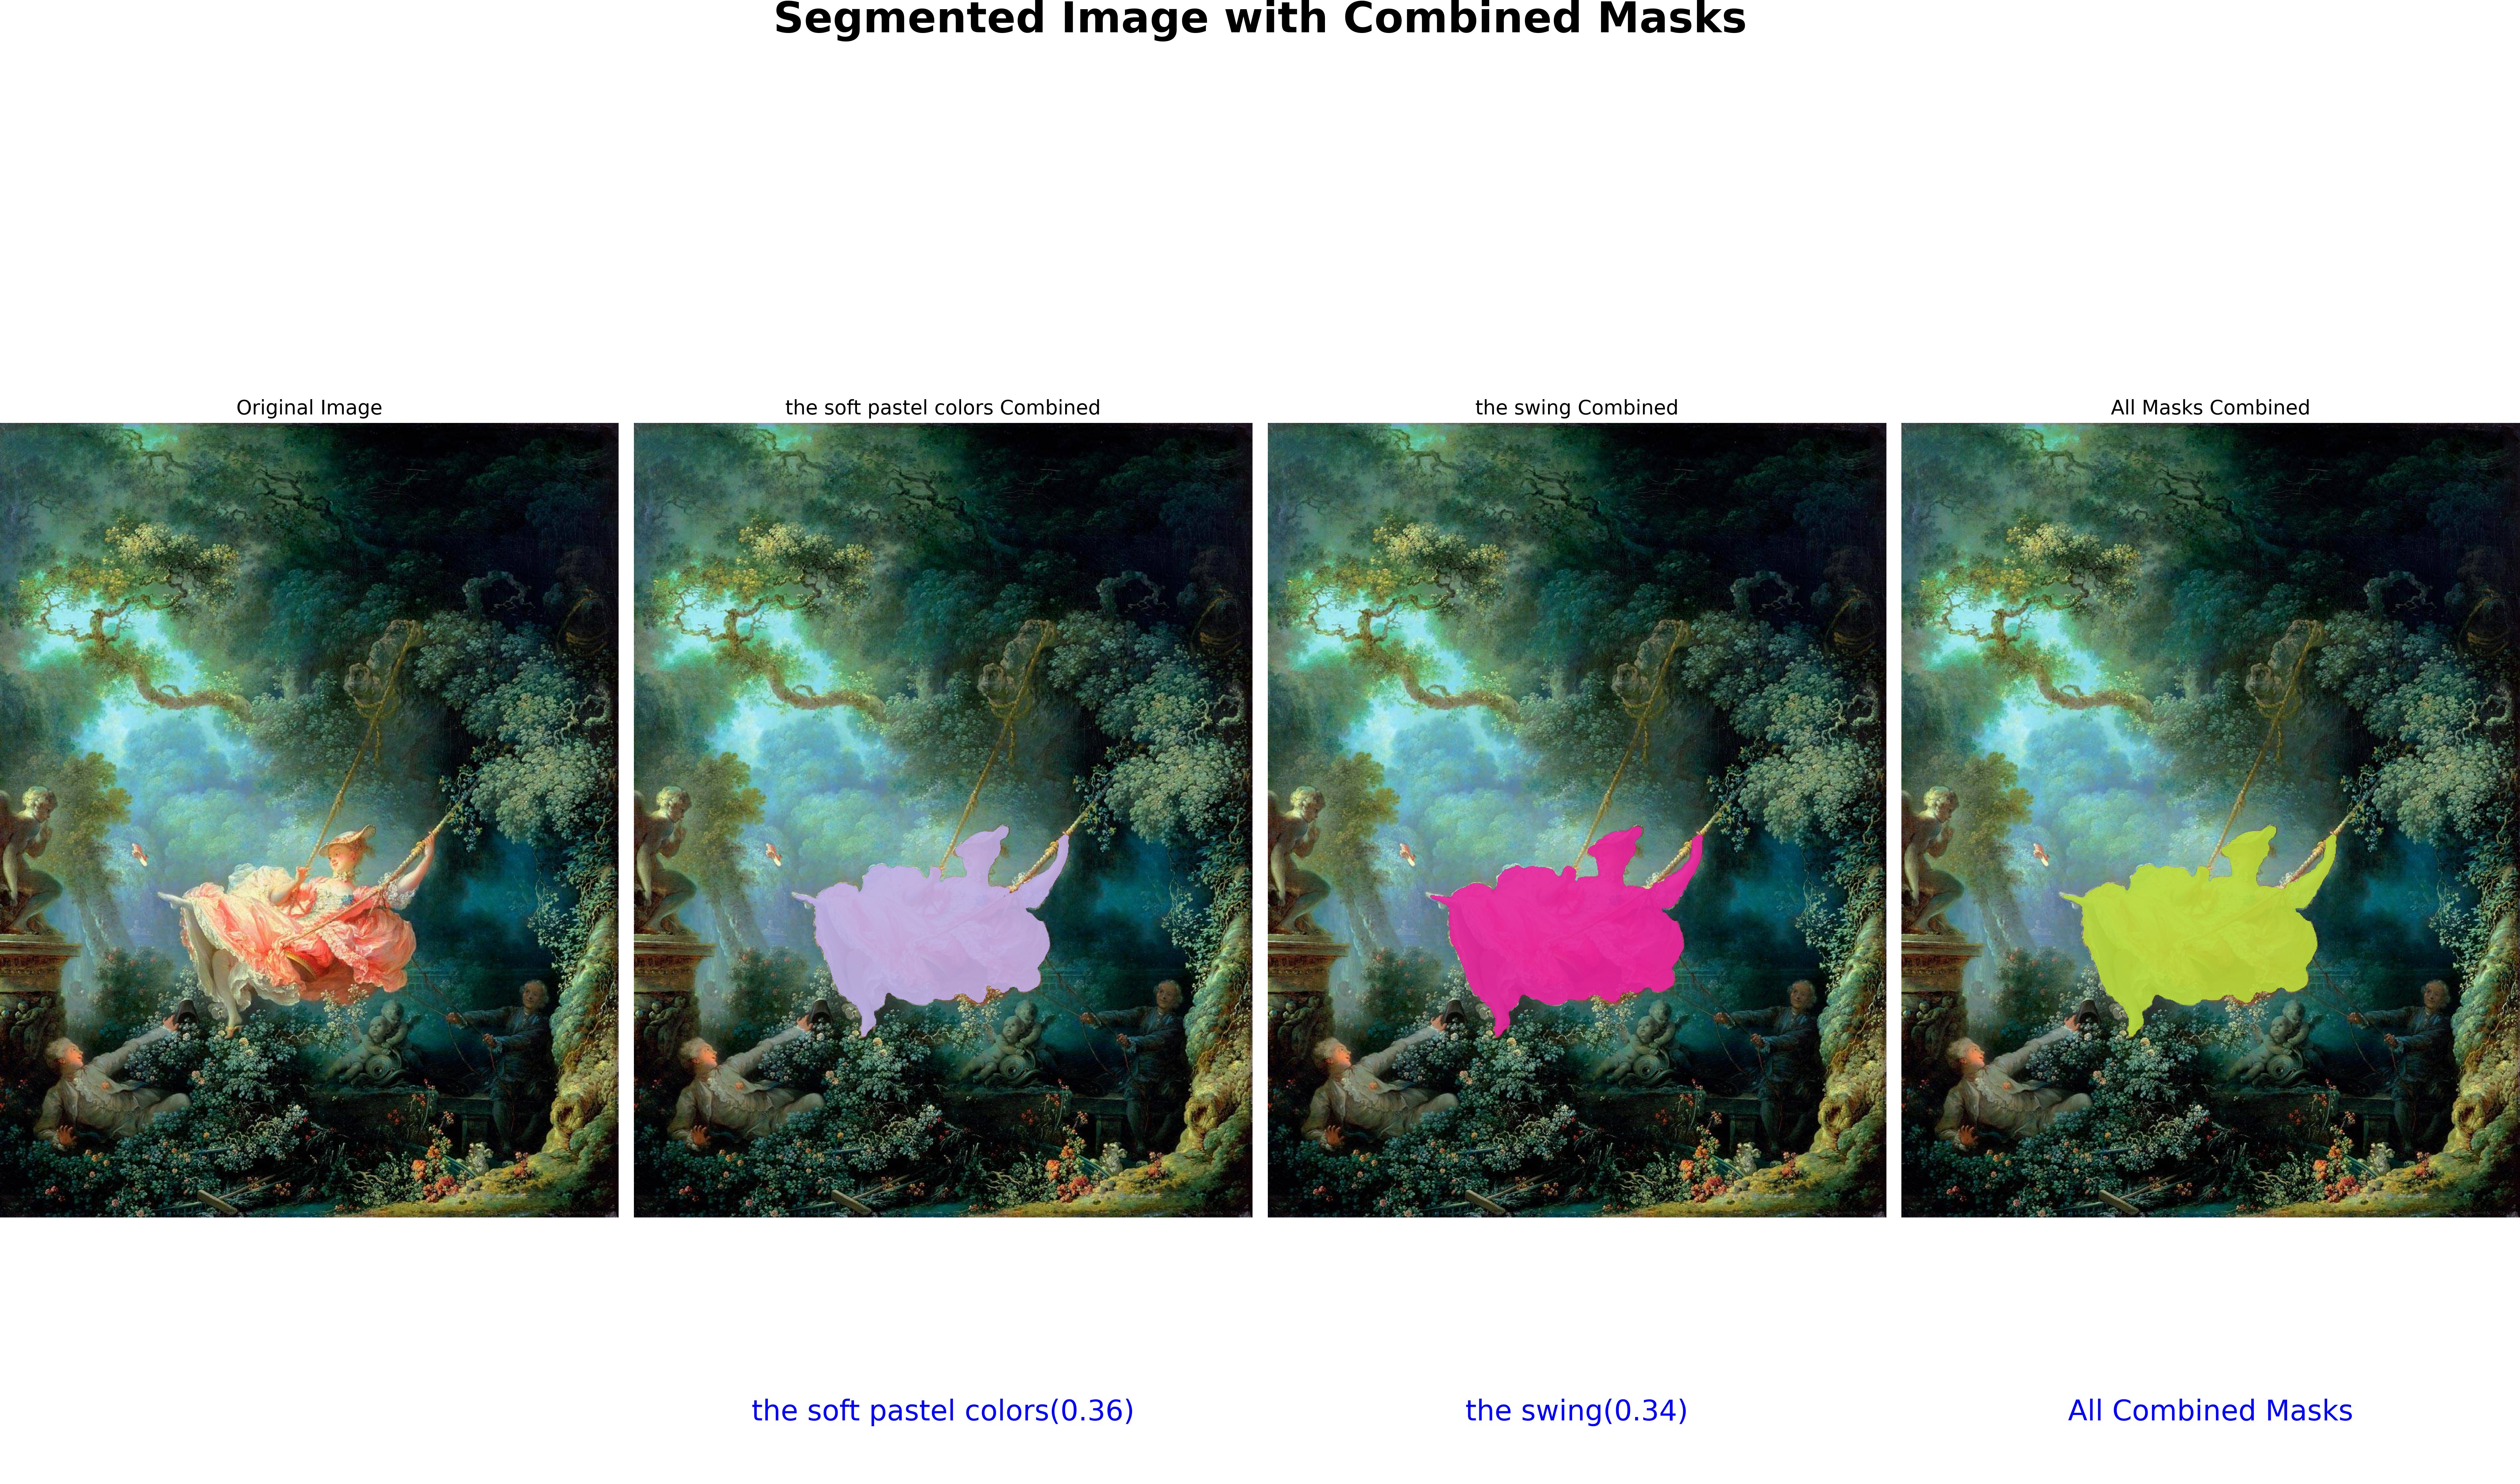 Segmented Image with Combined Masks
Original Image
the soft pastel colors Combined
the swing Combined
All Masks Combined
the soft pastel colors(0.36)
the swing(0.34)
All Combined Masks